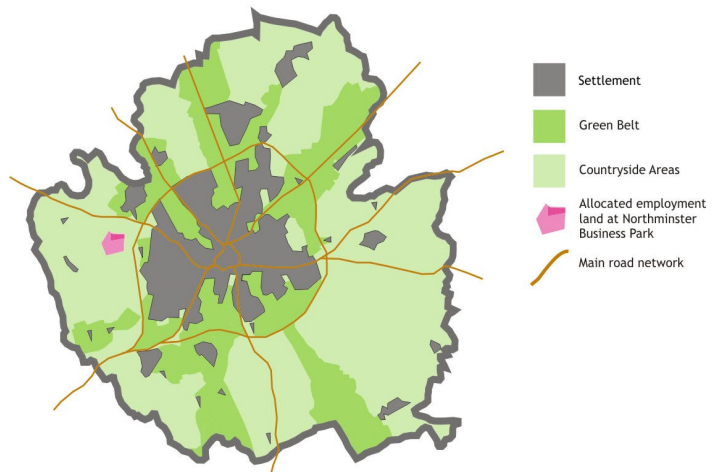 Settlement
Green Belt
Countryside Areas
Allocated employment
land at Northminster
Business Park
Main road network